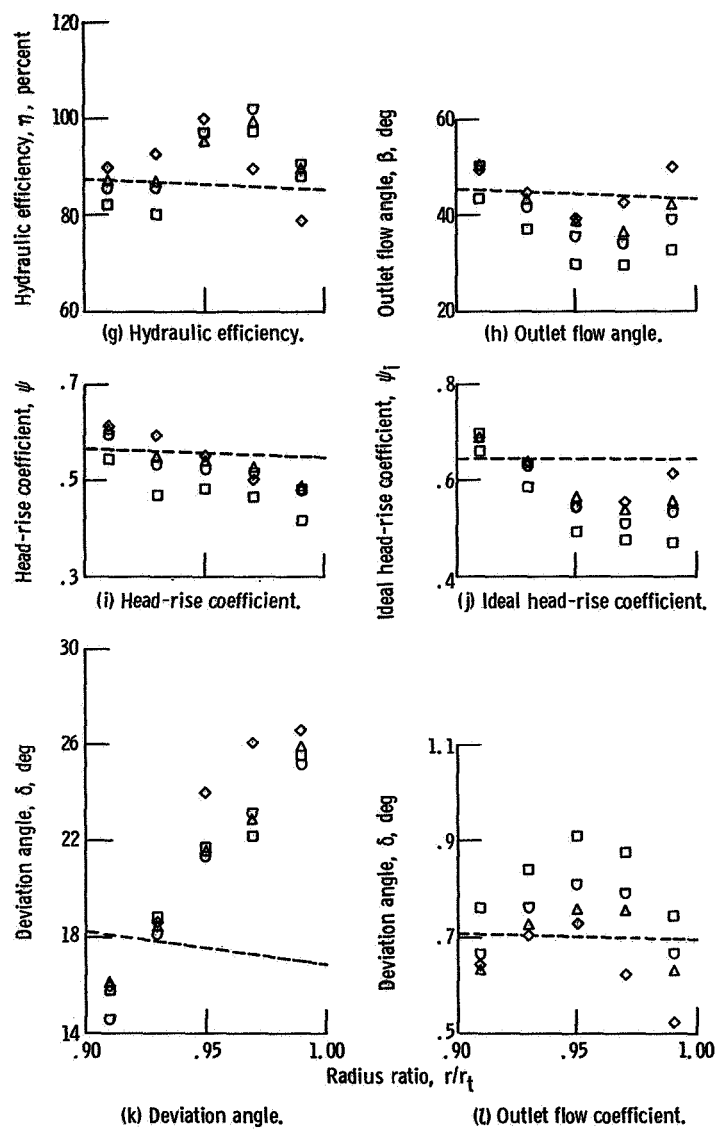 Hydraulic efficiency, η, percent
120
100
80
60
(g) Hydraulic efficiency.
Outlet flow angle, β, deg
60
40
20
(h) Outlet flow angle.
Head-rise coefficient, ψ
.7
.5
.3
(i) Head-rise coefficient.
Ideal head-rise coefficient, ψi
.8
.6
.4
(j) Ideal head-rise coefficient.
Deviation angle, δ, deg
30
26
22
18
14
.90
.95
1.00
(k) Deviation angle.
Deviation angle, δ, deg
1.1
.9
.7
.5
.90
.95
1.00
Radius ratio, r/rt
(l) Outlet flow coefficient.